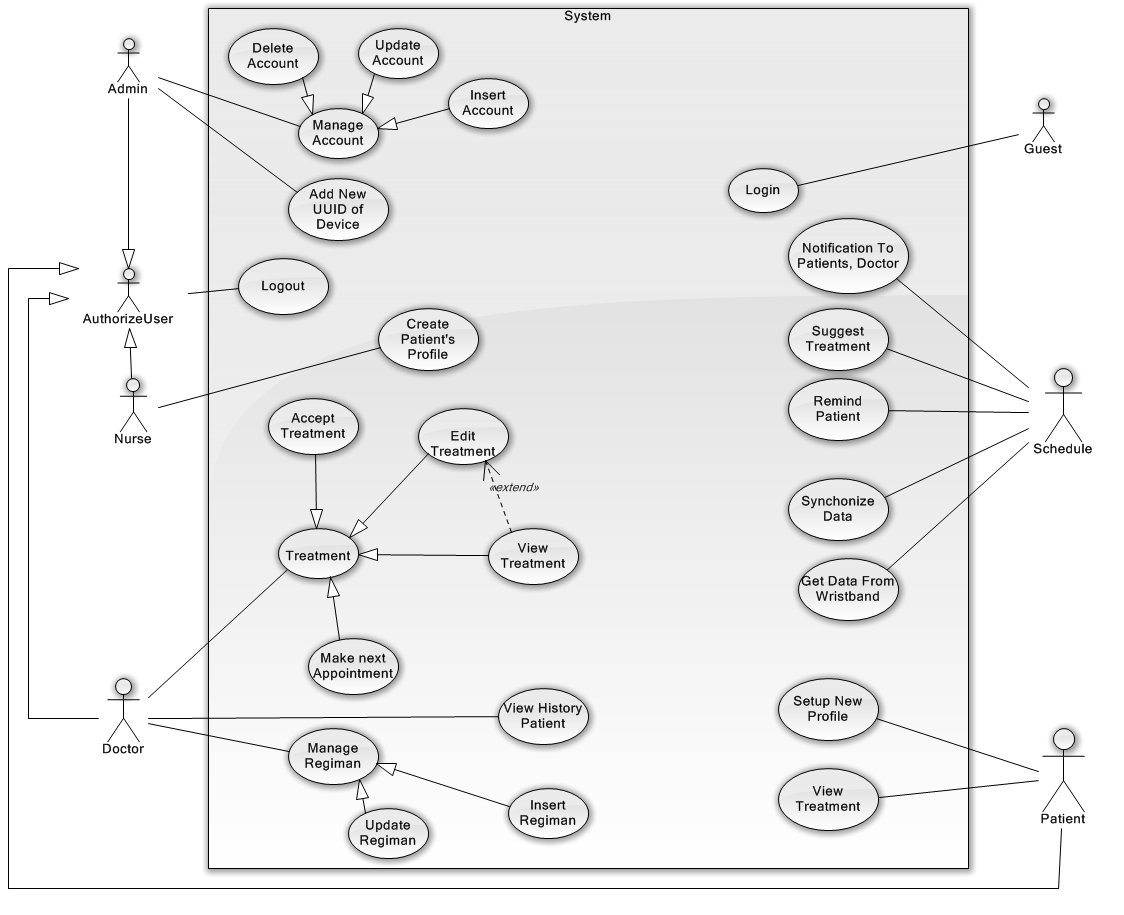 System
Admin
Delete
Account
Update
Account
Insert
Account
Manage
Account
Guest
Login
Add New
UUID of
Device
Notification To
Patients, Doctor
AuthorizeUser
Logout
Create
Patient's
Profile
Suggest
Treatment
Nurse
Accept
Treatment
Edit
Treatment
Remind
Patient
Schedule
«extend»
Synchonize
Data
Treatment
View
Treatment
Get Data From
Wristband
Make next
Appointment
Doctor
View History
Patient
Setup New
Profile
Manage
Regiman
Insert
Regiman
Update
Regiman
View
Treatment
Patient